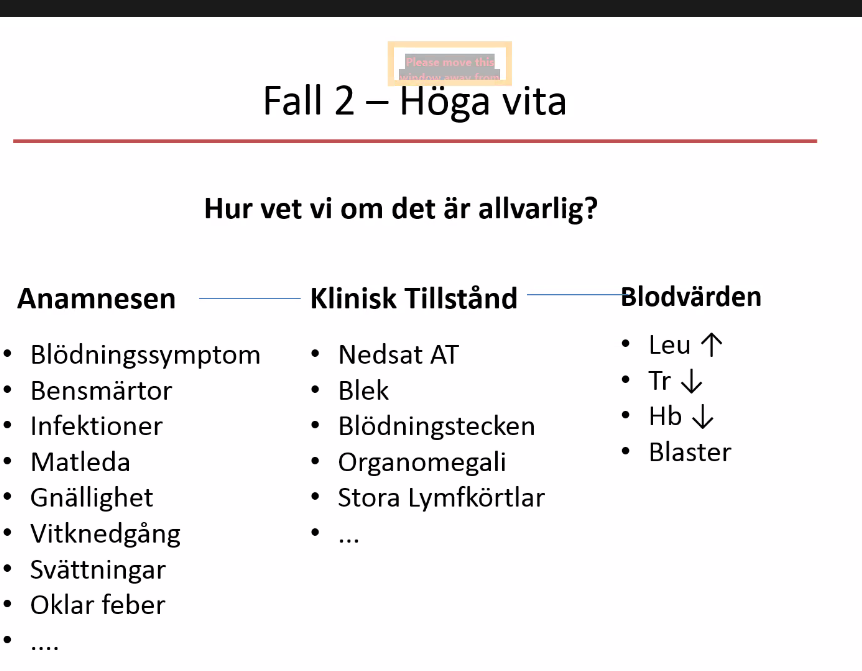 Please move this
window away from
Fall 2 – Höga vita
Hur vet vi om det är allvarlig?
Anamnesen
• Blödningssymptom
• Bensmärtor
• Infektioner
• Matleda
• Gnällighet
• Vitknedgång
• Svättningar
• Oklar feber
• ....
Klinisk Tillstånd
• Nedsat AT
• Blek
• Blödningstecken
• Organomegali
• Stora Lymfkörtlar
• ...
Blodvärden
• Leu ↑
• Tr ↓
• Hb ↓
• Blaster